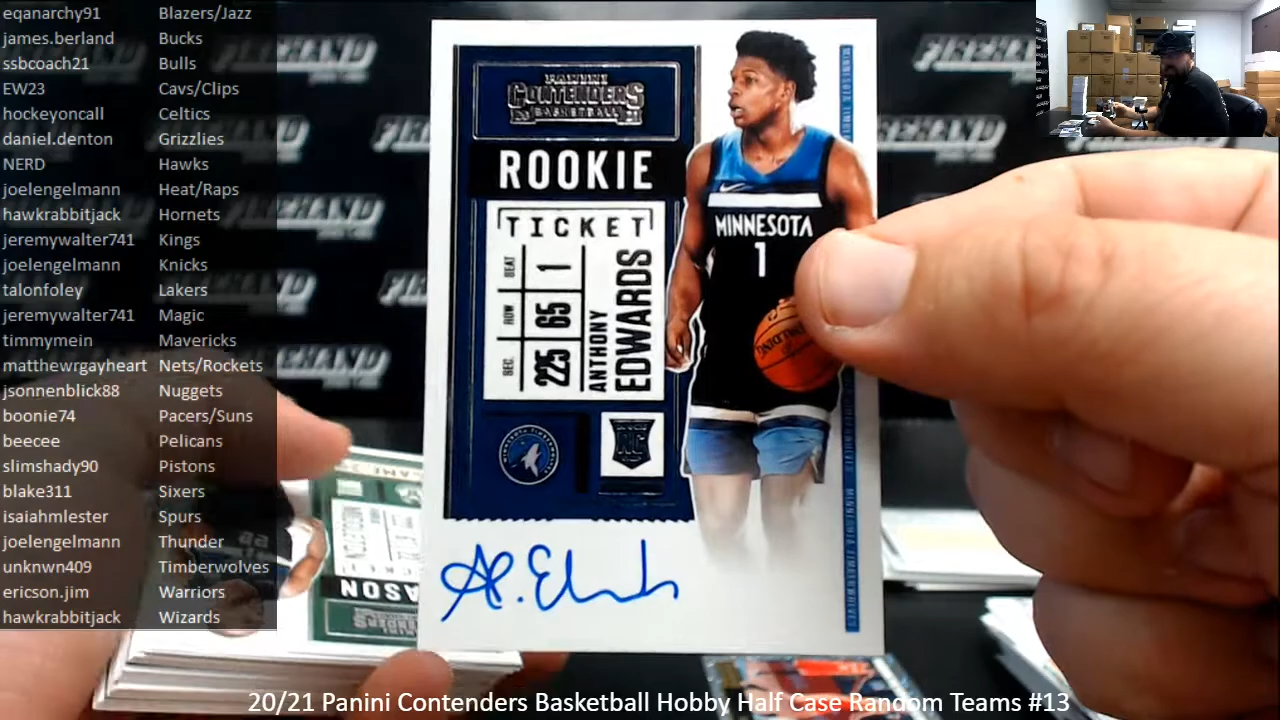 eqanarchy91 Blazers/Jazz
james.berland Bucks
ssbcoach21 Bulls
EW23 Cavs/Clips
hockeyoncall Celtics
daniel.denton Grizzlies
NERD Hawks
joelengelmann Heat/Raps
hawkrabbitjack Hornets
jeremywalter741 Kings
joelengelmann Knicks
talonfoley Lakers
jeremywalter741 Magic
timmymein Mavericks
matthewrgayheart Nets/Rockets
jsonnenblick88 Nuggets
boonie74 Pacers/Suns
beecee Pelicans
slimshady90 Pistons
blake311 Sixers
isaiahmlester Spurs
joelengelmann Thunder
unknwn409 Timberwolves
ericson.jim Warriors
hawkrabbitjack Wizards
PANINI
CONTENDERS
BASKETBALL
ROOKIE
TICKET
SEAT 1
ROW 65
SEC. 225
ANTHONY
EDWARDS
RC
MINNESOTA
1
SPALDING
FIREHAND
20/21 Panini Contenders Basketball Hobby Half Case Random Teams #13